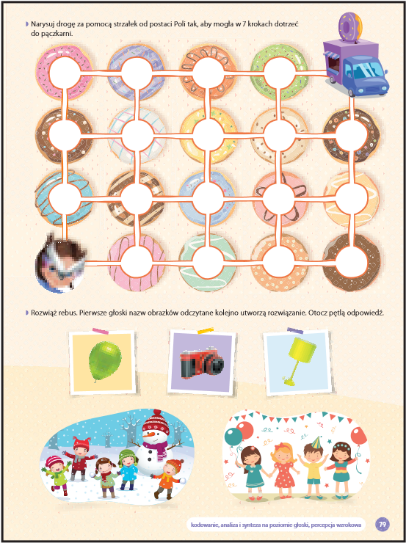 Narysuj drogę za pomocą strzałek od postaci Poli tak, aby mogła w 7 krokach dotrzeć
do pączkarni.
Rozwiąż rebus. Pierwsze głoski nazw obrazków odczytane kolejno utworzą rozwiązanie. Otocz pętlą odpowiedź.
kodowanie, analiza i synteza na poziomie głoski, percepcja wzrokowa
79